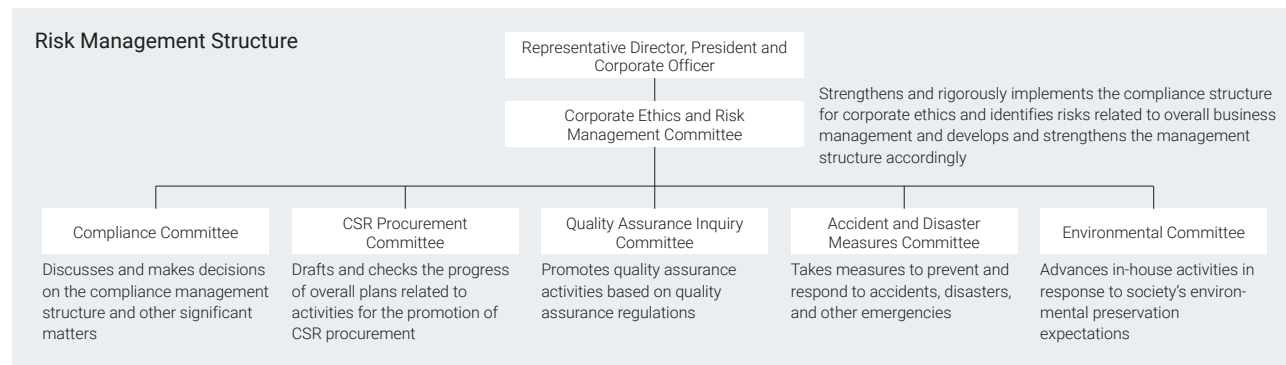 Risk Management Structure
Representative Director, President and
Corporate Officer
Corporate Ethics and Risk
Management Committee
Strengthens and rigorously implements the compliance structure
for corporate ethics and identifies risks related to overall business
management and develops and strengthens the management
structure accordingly
Compliance Committee
Discusses and makes decisions
on the compliance management
structure and other significant
matters
CSR Procurement
Committee
Drafts and checks the progress
of overall plans related to
activities for the promotion of
CSR procurement
Quality Assurance Inquiry
Committee
Promotes quality assurance
activities based on quality
assurance regulations
Accident and Disaster
Measures Committee
Takes measures to prevent and
respond to accidents, disasters,
and other emergencies
Environmental Committee
Advances in-house activities in
response to society’s environ-
mental preservation
expectations